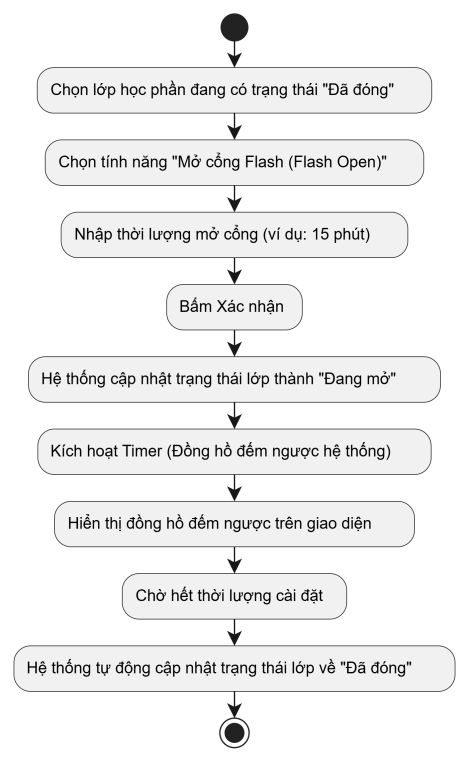 Chọn lớp học phần đang có trạng thái "Đã đóng"
Chọn tính năng "Mở cổng Flash (Flash Open)"
Nhập thời lượng mở cổng (ví dụ: 15 phút)
Bấm Xác nhận
Hệ thống cập nhật trạng thái lớp thành "Đang mở"
Kích hoạt Timer (Đồng hồ đếm ngược hệ thống)
Hiển thị đồng hồ đếm ngược trên giao diện
Chờ hết thời lượng cài đặt
Hệ thống tự động cập nhật trạng thái lớp về "Đã đóng"